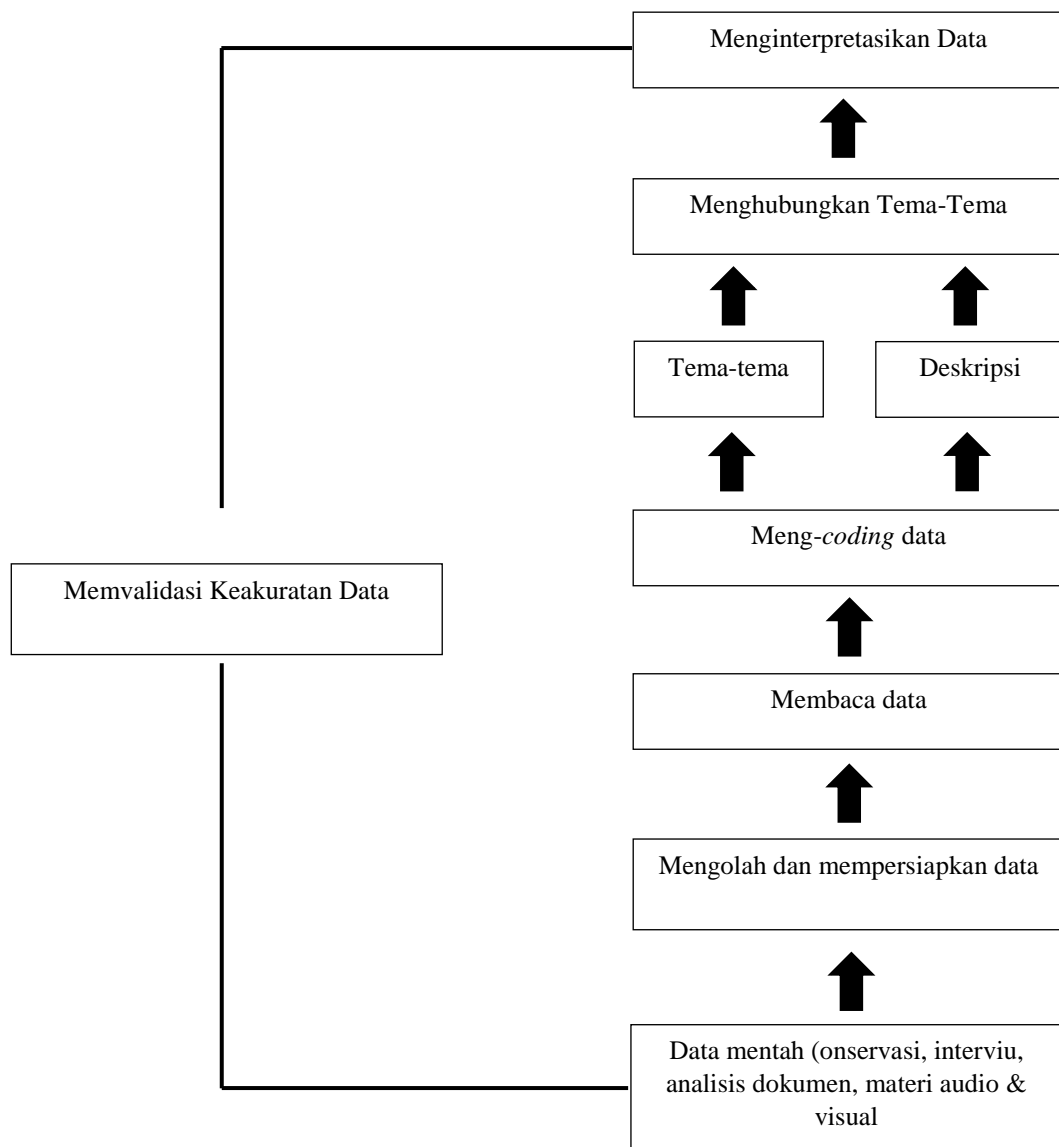 Menginterpretasikan Data
Menghubungkan Tema-Tema
Tema-tema
Deskripsi
Meng-coding data
Memvalidasi Keakuratan Data
Membaca data
Mengolah dan mempersiapkan data
Data mentah (onservasi, interviu,
analisis dokumen, materi audio &
visual